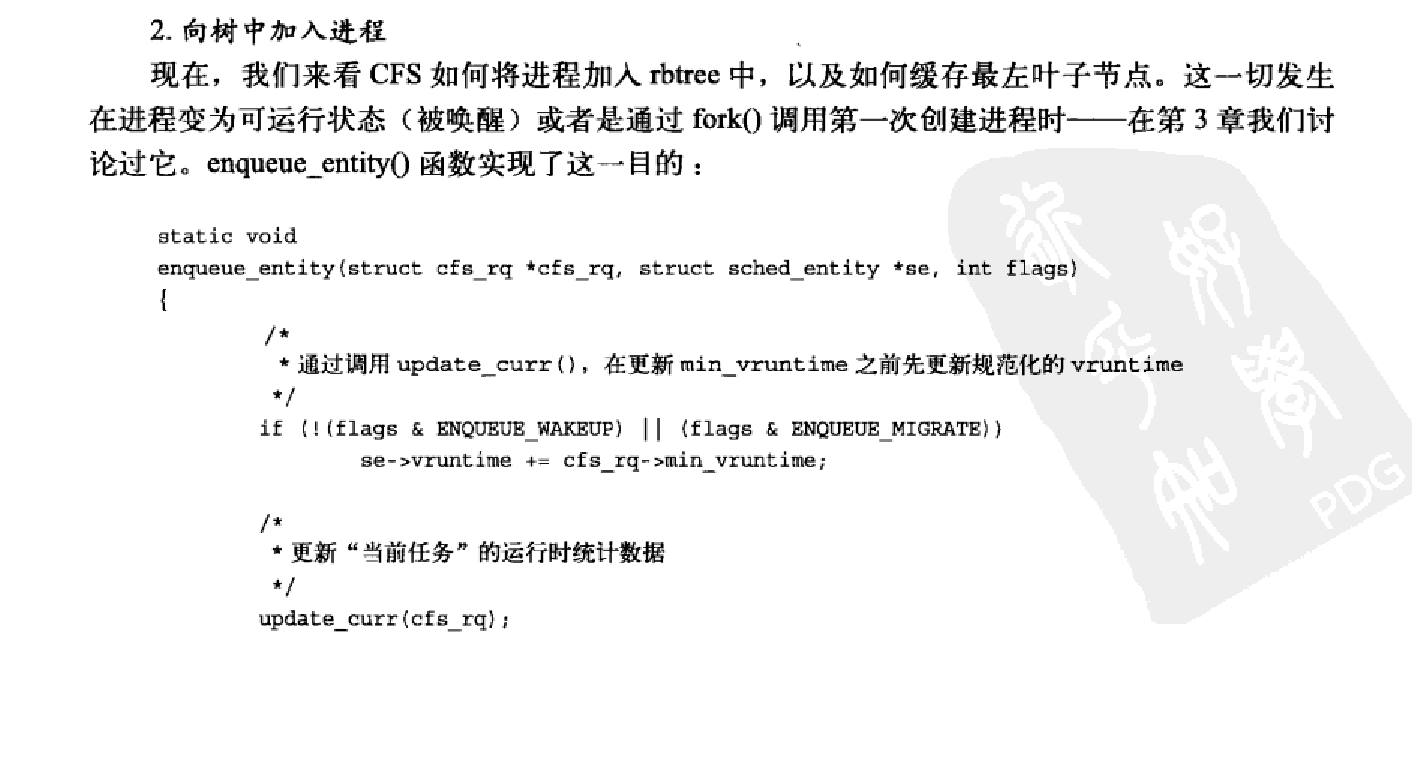 2. 向树中加入进程
现在，我们来看 CFS 如何将进程加入 rbtree 中，以及如何缓存最左叶子节点。这一切发生
在进程变为可运行状态（被唤醒）或者是通过 fork() 调用第一次创建进程时——在第 3 章我们讨
论过它。enqueue_entity() 函数实现了这一目的：
static void
enqueue_entity(struct cfs_rq *cfs_rq, struct sched_entity *se, int flags)
{
/*
* 通过调用 update_curr()，在更新 min_vruntime 之前先更新规范化的 vruntime
*/
if (!(flags & ENQUEUE_WAKEUP) || (flags & ENQUEUE_MIGRATE))
se->vruntime += cfs_rq->min_vruntime;
/*
* 更新“当前任务”的运行时统计数据
*/
update_curr(cfs_rq);
PDG